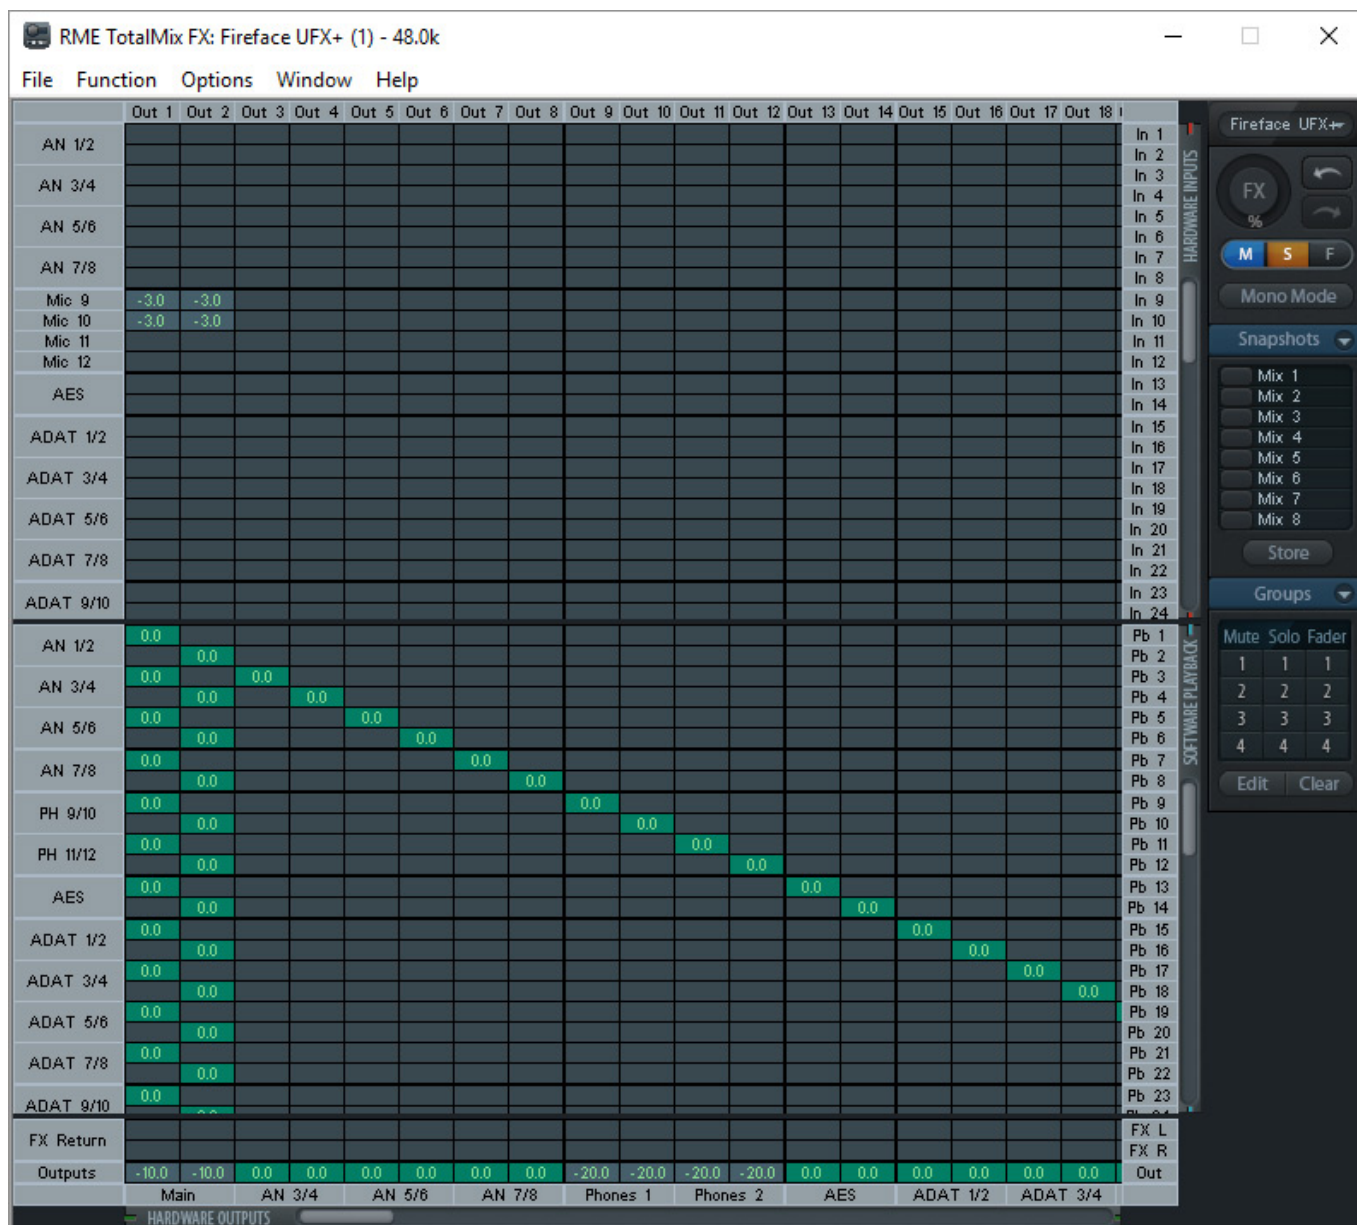 RME TotalMix FX: Fireface UFX+ (1) - 48.0k
File Function Options Window Help
Out 1 Out 2 Out 3 Out 4 Out 5 Out 6 Out 7 Out 8 Out 9 Out 10 Out 11 Out 12 Out 13 Out 14 Out 15 Out 16 Out 17 Out 18
AN 1/2 In 1
In 2
AN 3/4 In 3
In 4
AN 5/6 In 5
In 6
AN 7/8 In 7
In 8
Mic 9 -3.0 -3.0 In 9
Mic 10 -3.0 -3.0 In 10
Mic 11 In 11
Mic 12 In 12
AES In 13
In 14
ADAT 1/2 In 15
In 16
ADAT 3/4 In 17
In 18
ADAT 5/6 In 19
In 20
ADAT 7/8 In 21
In 22
ADAT 9/10 In 23
In 24
HARDWARE INPUTS
AN 1/2 0.0 Pb 1
0.0 Pb 2
AN 3/4 0.0 0.0 Pb 3
0.0 0.0 Pb 4
AN 5/6 0.0 0.0 Pb 5
0.0 0.0 Pb 6
AN 7/8 0.0 0.0 Pb 7
0.0 0.0 Pb 8
PH 9/10 0.0 0.0 Pb 9
0.0 0.0 Pb 10
PH 11/12 0.0 0.0 Pb 11
0.0 0.0 Pb 12
AES 0.0 0.0 Pb 13
0.0 0.0 Pb 14
ADAT 1/2 0.0 0.0 Pb 15
0.0 0.0 Pb 16
ADAT 3/4 0.0 0.0 Pb 17
0.0 0.0 Pb 18
ADAT 5/6 0.0 Pb 19
0.0 Pb 20
ADAT 7/8 0.0 Pb 21
0.0 Pb 22
ADAT 9/10 0.0 Pb 23
SOFTWARE PLAYBACK
FX Return FX L
FX R
Outputs -10.0 -10.0 0.0 0.0 0.0 0.0 0.0 0.0 -20.0 -20.0 -20.0 -20.0 0.0 0.0 0.0 0.0 0.0 0.0 Out
Main AN 3/4 AN 5/6 AN 7/8 Phones 1 Phones 2 AES ADAT 1/2 ADAT 3/4
HARDWARE OUTPUTS
Fireface UFX+
FX
%
M S F
Mono Mode
Snapshots
Mix 1
Mix 2
Mix 3
Mix 4
Mix 5
Mix 6
Mix 7
Mix 8
Store
Groups
Mute Solo Fader
1 1 1
2 2 2
3 3 3
4 4 4
Edit Clear